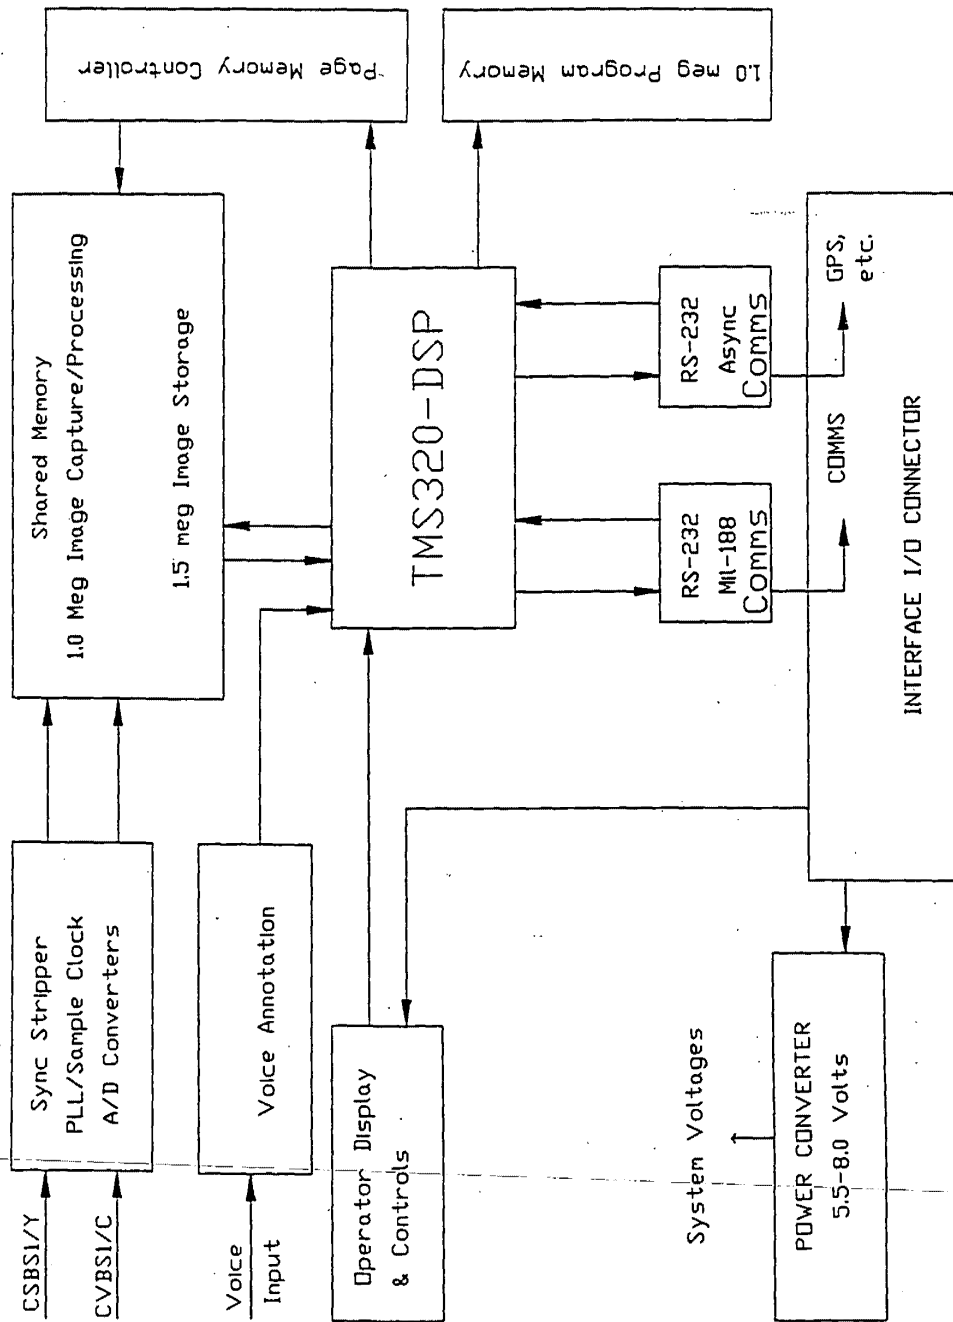 CSBS1/Y
CVBS1/C
Sync Stripper
PLL/Sample Clock
A/D Converters
Shared Memory
1.0 Meg Image Capture/Processing
1.5 meg Image Storage
Page Memory Controller
Voice
Input
Voice Annotation
Operator Display
& Controls
TMS320-DSP
1.0 meg Program Memory
RS-232
Mil-188
Comms
RS-232
Async
Comms
System Voltages
POWER CONVERTER
5.5-8.0 Volts
COMMS
GPS,
etc.
INTERFACE I/O CONNECTOR